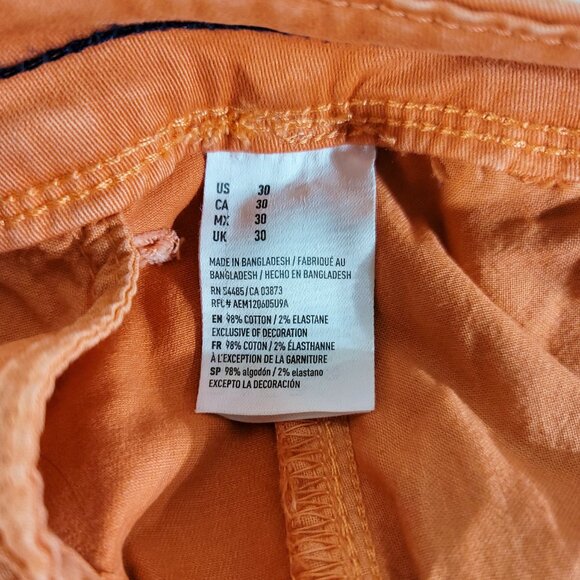 US 30
CA 30
MX 30
UK 30
MADE IN BANGLADESH / FABRIQUÉ AU
BANGLADESH / HECHO EN BANGLADESH
RN 54485/CA 03873
RFL# AEM120605U9A
EN 98% COTTON / 2% ELASTANE
EXCLUSIVE OF DECORATION
FR 98% COTON / 2% ÉLASTHANNE
À L'EXCEPTION DE LA GARNITURE
SP 98% algodón / 2% elastano
EXCEPTO LA DECORACIÓN